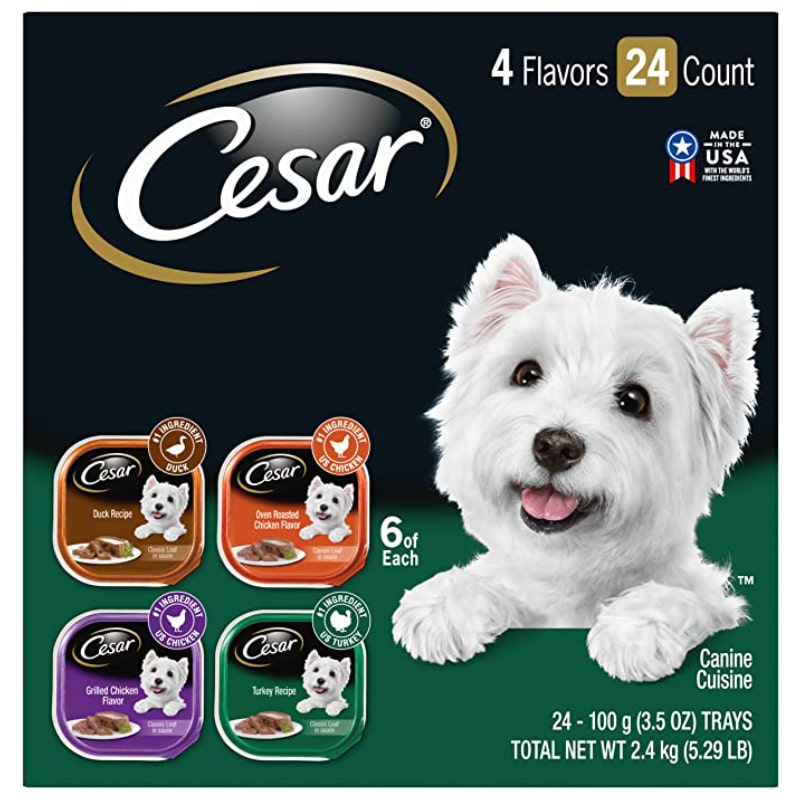 4 Flavors 24 Count
Cesar®
MADE
IN THE
USA
WITH THE WORLD'S
FINEST INGREDIENTS
#1 INGREDIENT
DUCK
Cesar
Duck Recipe
Classic Loaf
in sauce
#1 INGREDIENT
US CHICKEN
Cesar
Oven Roasted
Chicken Flavor
Classic Loaf
in sauce
6 of
Each
#1 INGREDIENT
US CHICKEN
Cesar
Grilled Chicken
Flavor
Classic Loaf
in sauce
#1 INGREDIENT
US TURKEY
Cesar
Turkey Recipe
Classic Loaf
in sauce
TM
Canine
Cuisine
24 - 100 g (3.5 OZ) TRAYS
TOTAL NET WT 2.4 kg (5.29 LB)